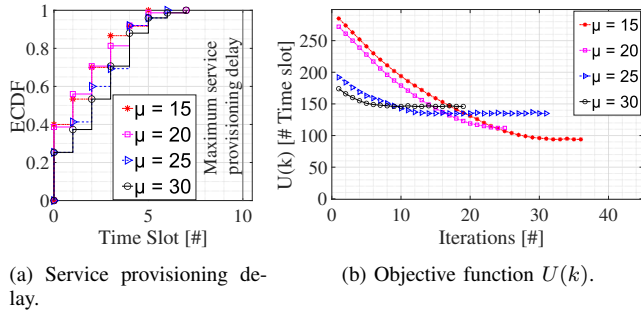 1
0.8
0.6
0.4
0.2
0
ECDF
μ = 15
μ = 20
μ = 25
μ = 30
Maximum service
provisioning delay
0
5
10
Time Slot [#]
(a) Service provisioning de-
lay.
300
250
200
150
100
50
0
U(k) [# Time slot]
μ = 15
μ = 20
μ = 25
μ = 30
0
10
20
30
40
Iterations [#]
(b) Objective function U(k).